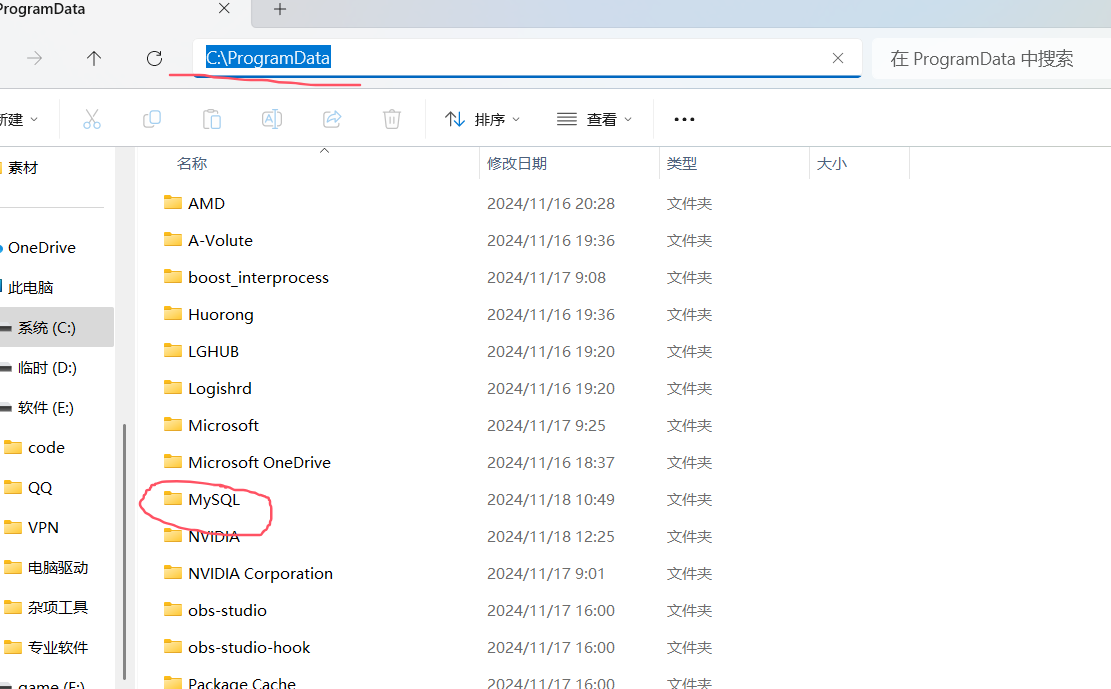 ProgramData
C:\ProgramData
在 ProgramData 中搜索
新建
排序
查看
名称
修改日期
类型
大小
素材
OneDrive
此电脑
系统 (C:)
临时 (D:)
软件 (E:)
code
QQ
VPN
电脑驱动
杂项工具
专业软件
game (F:)
AMD 2024/11/16 20:28 文件夹
A-Volute 2024/11/16 19:36 文件夹
boost_interprocess 2024/11/17 9:08 文件夹
Huorong 2024/11/16 19:36 文件夹
LGHUB 2024/11/16 19:20 文件夹
Logishrd 2024/11/16 19:20 文件夹
Microsoft 2024/11/17 9:25 文件夹
Microsoft OneDrive 2024/11/16 18:37 文件夹
MySQL 2024/11/18 10:49 文件夹
NVIDIA 2024/11/18 12:25 文件夹
NVIDIA Corporation 2024/11/17 9:01 文件夹
obs-studio 2024/11/17 16:00 文件夹
obs-studio-hook 2024/11/17 16:00 文件夹
Package Cache 2024/11/17 16:00 文件夹